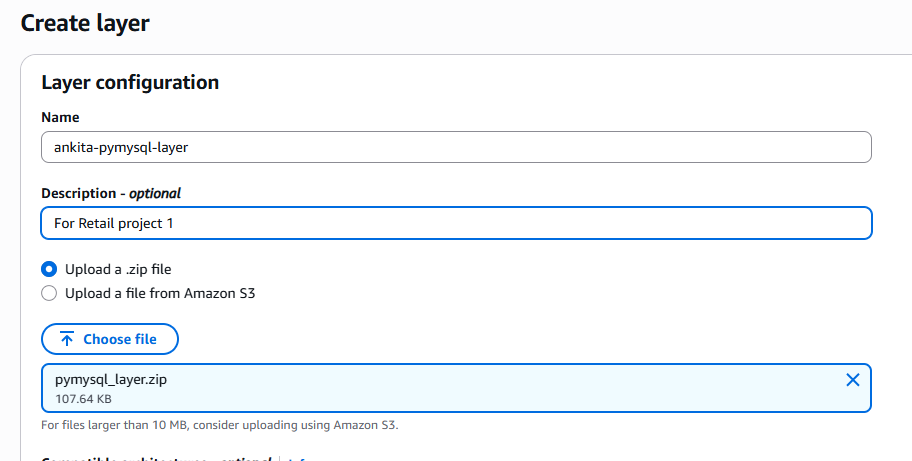 Create layer
Layer configuration
Name
ankita-pymysql-layer
Description - optional
For Retail project 1
Upload a .zip file
Upload a file from Amazon S3
Choose file
pymysql_layer.zip
107.64 KB
For files larger than 10 MB, consider uploading using Amazon S3.